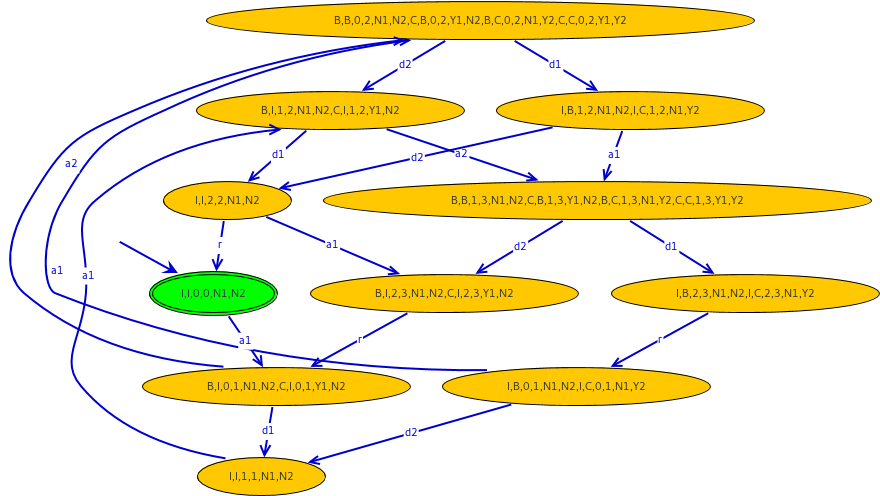 B,B,0,2,N1,N2,C,B,0,2,Y1,N2,B,C,0,2,N1,Y2,C,C,0,2,Y1,Y2
d2
d1
B,I,1,2,N1,N2,C,I,1,2,Y1,N2
I,B,1,2,N1,N2,I,C,1,2,N1,Y2
d1
d2
a2
a1
a2
I,I,2,2,N1,N2
B,B,1,3,N1,N2,C,B,1,3,Y1,N2,B,C,1,3,N1,Y2,C,C,1,3,Y1,Y2
r
a1
d2
d1
a1
a1
I,I,0,0,N1,N2
B,I,2,3,N1,N2,C,I,2,3,Y1,N2
I,B,2,3,N1,N2,I,C,2,3,N1,Y2
a1
r
r
B,I,0,1,N1,N2,C,I,0,1,Y1,N2
I,B,0,1,N1,N2,I,C,0,1,N1,Y2
d1
d2
I,I,1,1,N1,N2